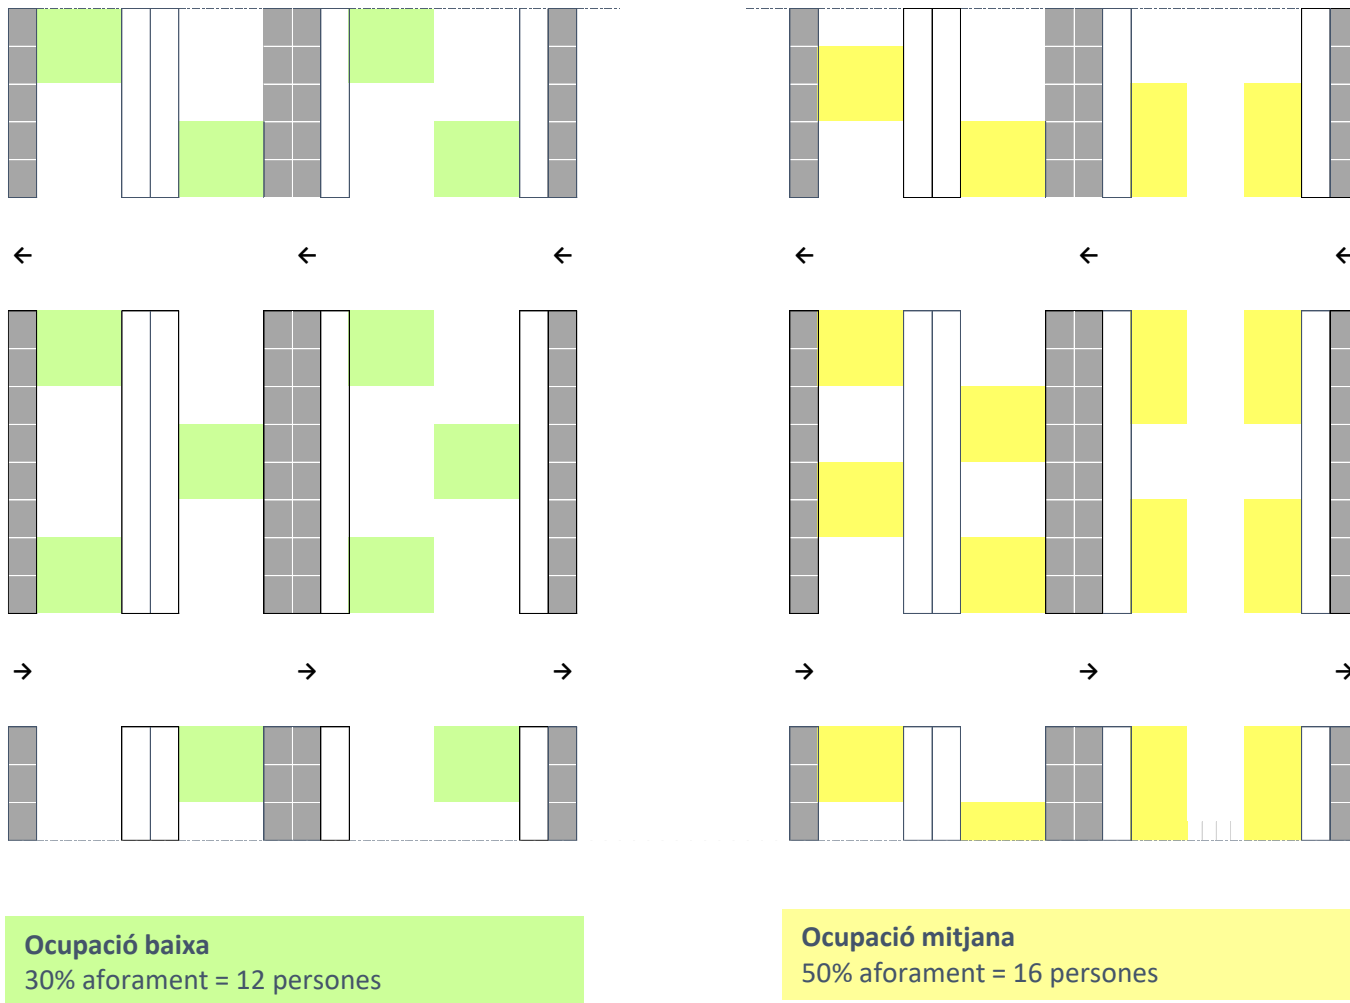 Ocupació baixa
30% aforament = 12 persones
Ocupació mitjana
50% aforament = 16 persones